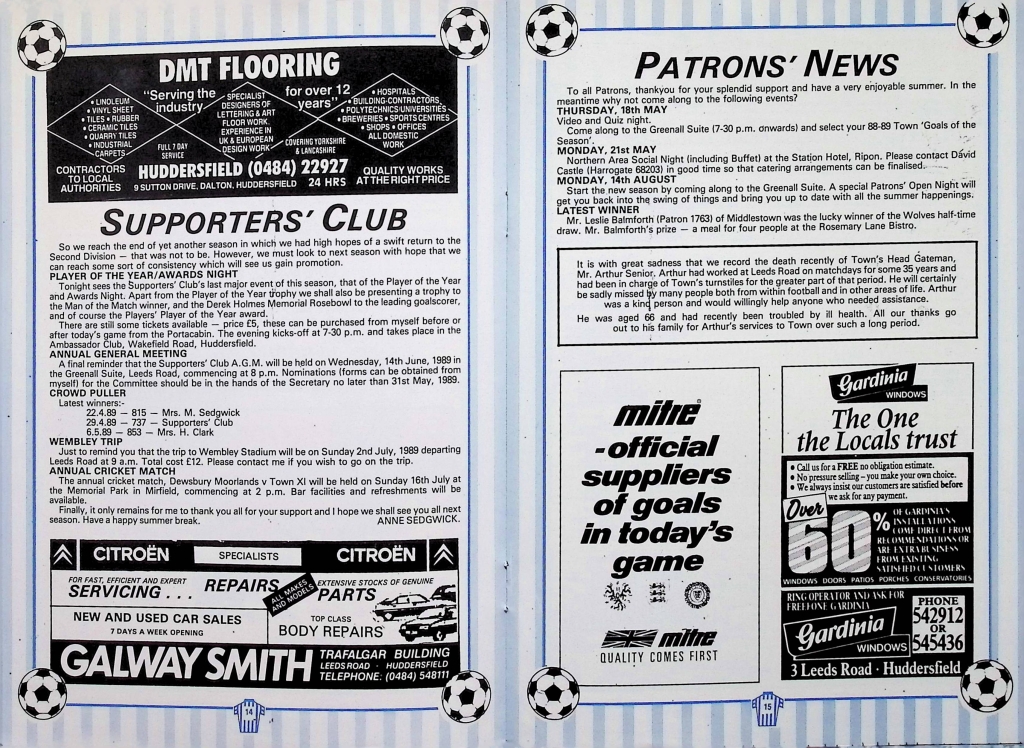 DMT FLOORING
"Serving the industry
for over 12 years"
• LINOLEUM
• VINYL SHEET
• TILES • RUBBER
• CERAMIC TILES
• QUARRY TILES
• INDUSTRIAL
CARPETS
FULL 7 DAY
SERVICE
SPECIALIST
DESIGNERS OF
LETTERING & ART
FLOOR WORK.
EXPERIENCE IN
UK & EUROPEAN
DESIGN WORK
COVERING YORKSHIRE
& LANCASHIRE
• HOSPITALS
• BUILDING-CONTRACTORS
• POLYTECHNICS UNIVERSITIES
• BREWERIES • SPORTS CENTRES
• SHOPS • OFFICES
ALL DOMESTIC
WORK
CONTRACTORS
TO LOCAL
AUTHORITIES
HUDDERSFIELD (0484) 22927
9 SUTTON DRIVE, DALTON, HUDDERSFIELD 24 HRS
QUALITY WORKS
AT THE RIGHT PRICE
SUPPORTERS' CLUB
So we reach the end of yet another season in which we had high hopes of a swift return to the
Second Division — that was not to be. However, we must look to next season with hope that we
can reach some sort of consistency which will see us gain promotion.
PLAYER OF THE YEAR/AWARDS NIGHT
Tonight sees the Supporters' Club's last major event of this season, that of the Player of the Year
and Awards Night. Apart from the Player of the Year trophy we shall also be presenting a trophy to
the Man of the Match winner, and the Derek Holmes Memorial Rosebowl to the leading goalscorer,
and of course the Players' Player of the Year award.
There are still some tickets available — price £5, these can be purchased from myself before or
after today's game from the Portacabin. The evening kicks-off at 7-30 p.m. and takes place in the
Ambassador Club, Wakefield Road, Huddersfield.
ANNUAL GENERAL MEETING
A final reminder that the Supporters' Club A.G.M. will be held on Wednesday, 14th June, 1989 in
the Greenall Suite, Leeds Road, commencing at 8 p.m. Nominations (forms can be obtained from
myself) for the Committee should be in the hands of the Secretary no later than 31st May, 1989.
CROWD PULLER
Latest winners:-
22.4.89 — 815 — Mrs. M. Sedgwick
29.4.89 — 737 — Supporters' Club
6.5.89 — 853 — Mrs. H. Clark
WEMBLEY TRIP
Just to remind you that the trip to Wembley Stadium will be on Sunday 2nd July, 1989 departing
Leeds Road at 9 a.m. Total cost £12. Please contact me if you wish to go on the trip.
ANNUAL CRICKET MATCH
The annual cricket match, Dewsbury Moorlands v Town XI will be held on Sunday 16th July at
the Memorial Park in Mirfield, commencing at 2 p.m. Bar facilities and refreshments will be
available.
Finally, it only remains for me to thank you all for your support and I hope we shall see you all next
season. Have a happy summer break. ANNE SEDGWICK.
CITROËN SPECIALISTS CITROËN
FOR FAST, EFFICIENT AND EXPERT
SERVICING . . . REPAIRS
ALL MAKES
AND MODELS
EXTENSIVE STOCKS OF GENUINE
PARTS
NEW AND USED CAR SALES
7 DAYS A WEEK OPENING
TOP CLASS
BODY REPAIRS
GALWAY SMITH
TRAFALGAR BUILDING
LEEDS ROAD · HUDDERSFIELD
TELEPHONE: (0484) 548111
14
PATRONS' NEWS
To all Patrons, thankyou for your splendid support and have a very enjoyable summer. In the
meantime why not come along to the following events?
THURSDAY, 18th MAY
Video and Quiz night.
Come along to the Greenall Suite (7-30 p.m. onwards) and select your 88-89 Town 'Goals of the
Season'.
MONDAY, 21st MAY
Northern Area Social Night (including Buffet) at the Station Hotel, Ripon. Please contact David
Castle (Harrogate 68203) in good time so that catering arrangements can be finalised.
MONDAY, 14th AUGUST
Start the new season by coming along to the Greenall Suite. A special Patrons' Open Night will
get you back into the swing of things and bring you up to date with all the summer happenings.
LATEST WINNER
Mr. Leslie Balmforth (Patron 1763) of Middlestown was the lucky winner of the Wolves half-time
draw. Mr. Balmforth's prize — a meal for four people at the Rosemary Lane Bistro.
It is with great sadness that we record the death recently of Town's Head Gateman,
Mr. Arthur Senior. Arthur had worked at Leeds Road on matchdays for some 35 years and
had been in charge of Town's turnstiles for the greater part of that period. He will certainly
be sadly missed by many people both from within football and in other areas of life. Arthur
was a kind person and would willingly help anyone who needed assistance.
He was aged 66 and had recently been troubled by ill health. All our thanks go
out to his family for Arthur's services to Town over such a long period.
mitre
-official
suppliers
of goals
in today's
game
mitre
QUALITY COMES FIRST
Gardinia
WINDOWS
The One
the Locals trust
• Call us for a FREE no obligation estimate.
• No pressure selling – you make your own choice.
• We always insist our customers are satisfied before
we ask for any payment.
Over
60%
OF GARDINIA'S
INSTALLATIONS
COME DIRECT FROM
RECOMMENDATIONS OR
ARE EXTRA BUSINESS
FROM EXISTING
SATISFIED CUSTOMERS
WINDOWS DOORS PATIOS PORCHES CONSERVATORIES
RING OPERATOR AND ASK FOR
FREEFONE GARDINIA
Gardinia
WINDOWS
PHONE
542912
OR
545436
3 Leeds Road · Huddersfield
15